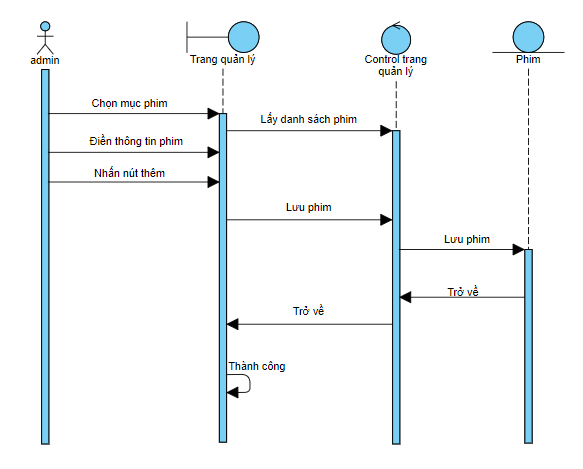 admin
Trang quản lý
Control trang
quản lý
Phim
Chọn mục phim
Lấy danh sách phim
Điền thông tin phim
Nhấn nút thêm
Lưu phim
Lưu phim
Trở về
Trở về
Thành công